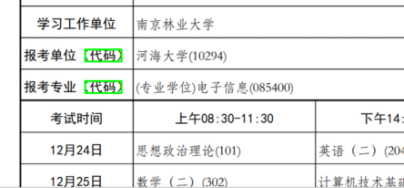 学习工作单位 南京林业大学
报考单位【代码】 河海大学(10294)
报考专业【代码】 (专业学位)电子信息(085400)
考试时间 上午08:30-11:30 下午14:
12月24日 思想政治理论(101) 英语（二）(204
12月25日 数学（二）(302) 计算机技术基础